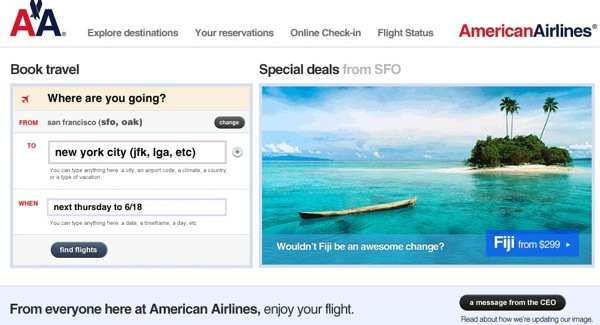 AA
Explore destinations Your reservations Online Check-in Flight Status
AmericanAirlines®
Book travel
Where are you going?
FROM san francisco (sfo, oak) change
TO new york city (jfk, lga, etc) +
You can type anything here: a city, an airport code, a climate, a country,
or a type of vacation.
WHEN next thursday to 6/18
You can type anything here: a date, a timeframe, a day, etc
find flights
Special deals from SFO
Wouldn't Fiji be an awesome change?
Fiji from $299
From everyone here at American Airlines, enjoy your flight.
a message from the CEO
Read about how we're updating our image.